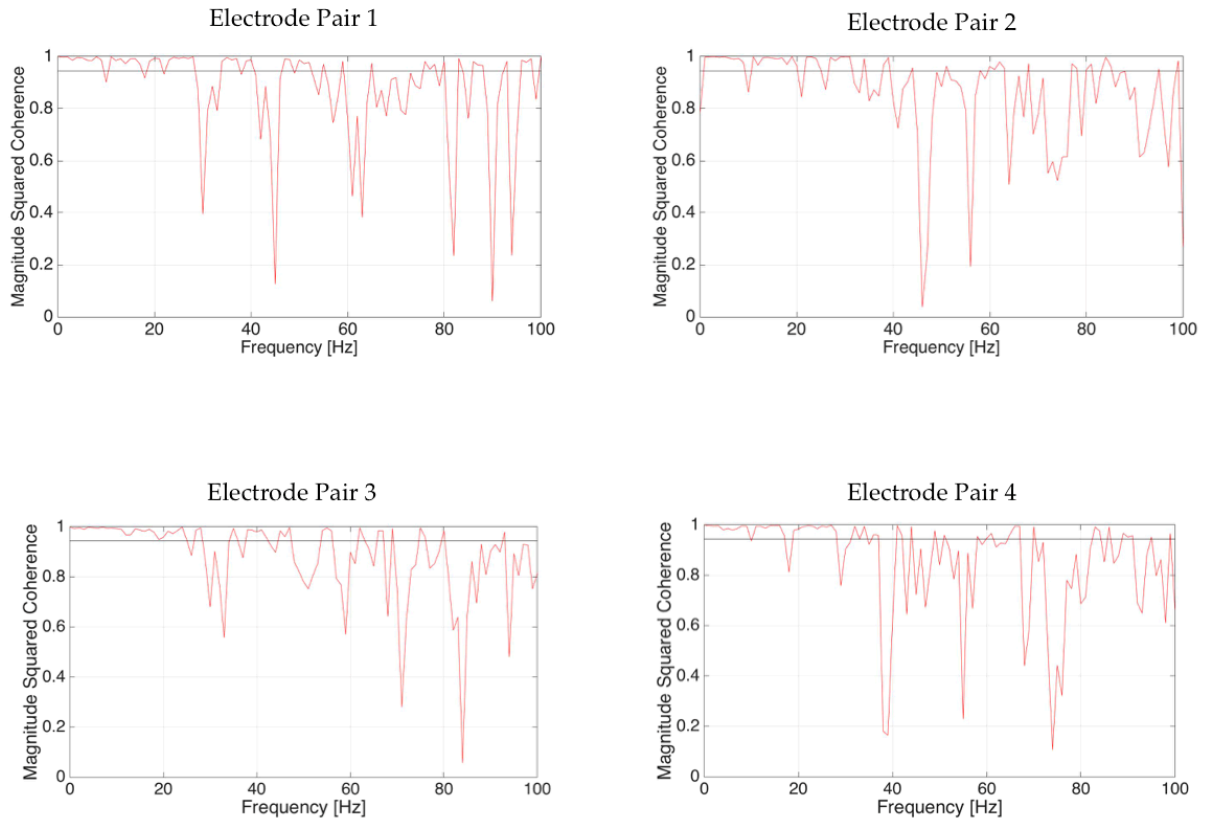 Electrode Pair 1
Magnitude Squared Coherence
1
0.8
0.6
0.4
0.2
0
0 20 40 60 80 100
Frequency [Hz]
Electrode Pair 2
Magnitude Squared Coherence
1
0.8
0.6
0.4
0.2
0
0 20 40 60 80 100
Frequency [Hz]
Electrode Pair 3
Magnitude Squared Coherence
1
0.8
0.6
0.4
0.2
0
0 20 40 60 80 100
Frequency [Hz]
Electrode Pair 4
Magnitude Squared Coherence
1
0.8
0.6
0.4
0.2
0
0 20 40 60 80 100
Frequency [Hz]